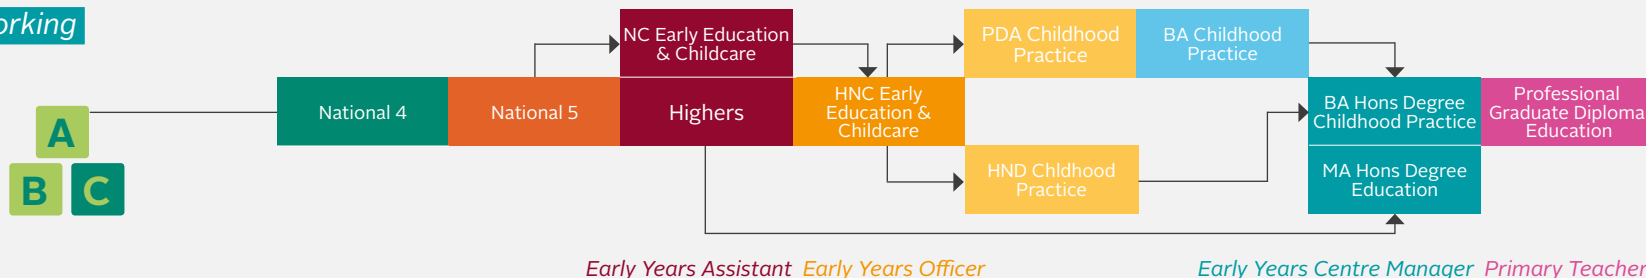 orking
A
B C
National 4
National 5
NC Early Education
& Childcare
Highers
HNC Early
Education &
Childcare
PDA Childhood
Practice
BA Childhood
Practice
HND Chldhood
Practice
BA Hons Degree
Childhood Practice
MA Hons Degree
Education
Professional
Graduate Diploma
Education
Early Years Assistant
Early Years Officer
Early Years Centre Manager
Primary Teacher